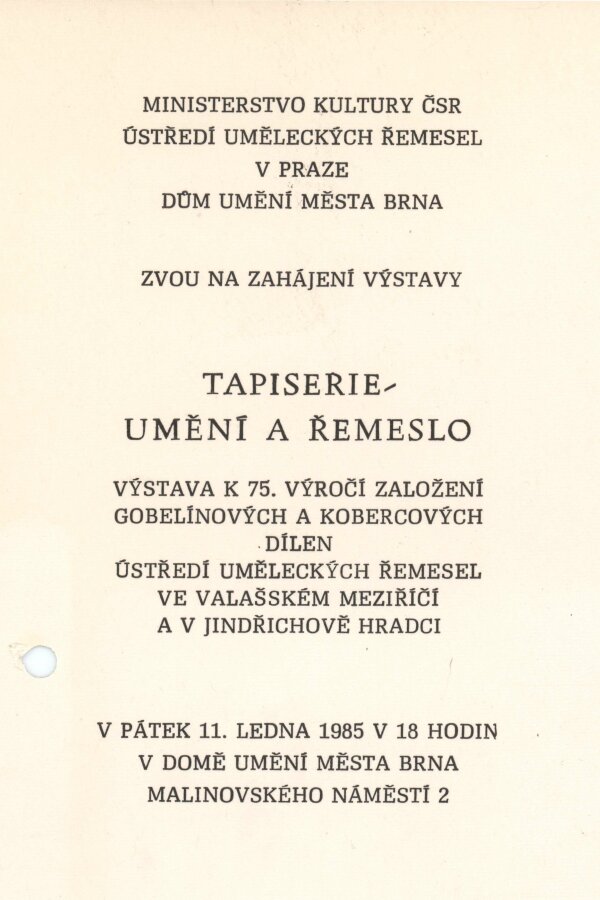 MINISTERSTVO KULTURY ČSR
ÚSTŘEDÍ UMĚLECKÝCH ŘEMESEL
V PRAZE
DŮM UMĚNÍ MĚSTA BRNA
ZVOU NA ZAHÁJENÍ VÝSTAVY
TAPISERIE-
UMĚNÍ A ŘEMESLO
VÝSTAVA K 75. VÝROČÍ ZALOŽENÍ
GOBELÍNOVÝCH A KOBERCOVÝCH
DÍLEN
ÚSTŘEDÍ UMĚLECKÝCH ŘEMESEL
VE VALAŠSKÉM MEZIŘÍČÍ
A V JINDŘICHOVĚ HRADCI
V PÁTEK 11. LEDNA 1985 V 18 HODIN
V DOMĚ UMĚNÍ MĚSTA BRNA
MALINOVSKÉHO NÁMĚSTÍ 2